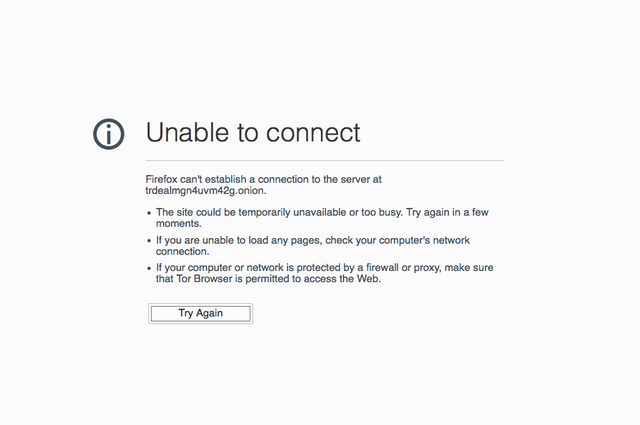 Unable to connect
Firefox can't establish a connection to the server at
trdealmgn4uvm42g.onion.
• The site could be temporarily unavailable or too busy. Try again in a few
moments.
• If you are unable to load any pages, check your computer's network
connection.
• If your computer or network is protected by a firewall or proxy, make sure
that Tor Browser is permitted to access the Web.
Try Again